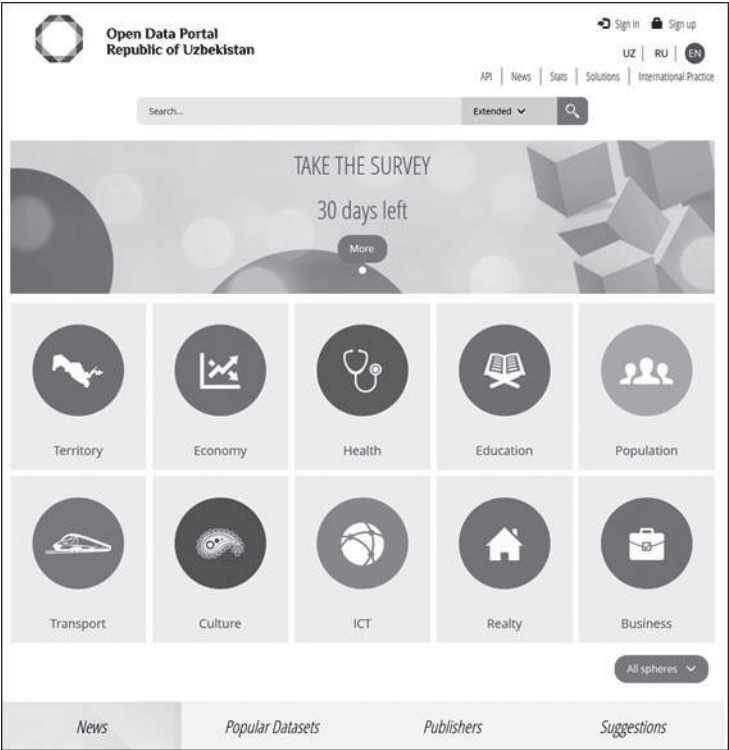 Open Data Portal
Republic of Uzbekistan
Sign in Sign up
UZ | RU | EN
API | News | Stats | Solutions | International Practice
Search... Extended
TAKE THE SURVEY
30 days left
More
Territory Economy Health Education Population
Transport Culture ICT Realty Business
All spheres
News Popular Datasets Publishers Suggestions